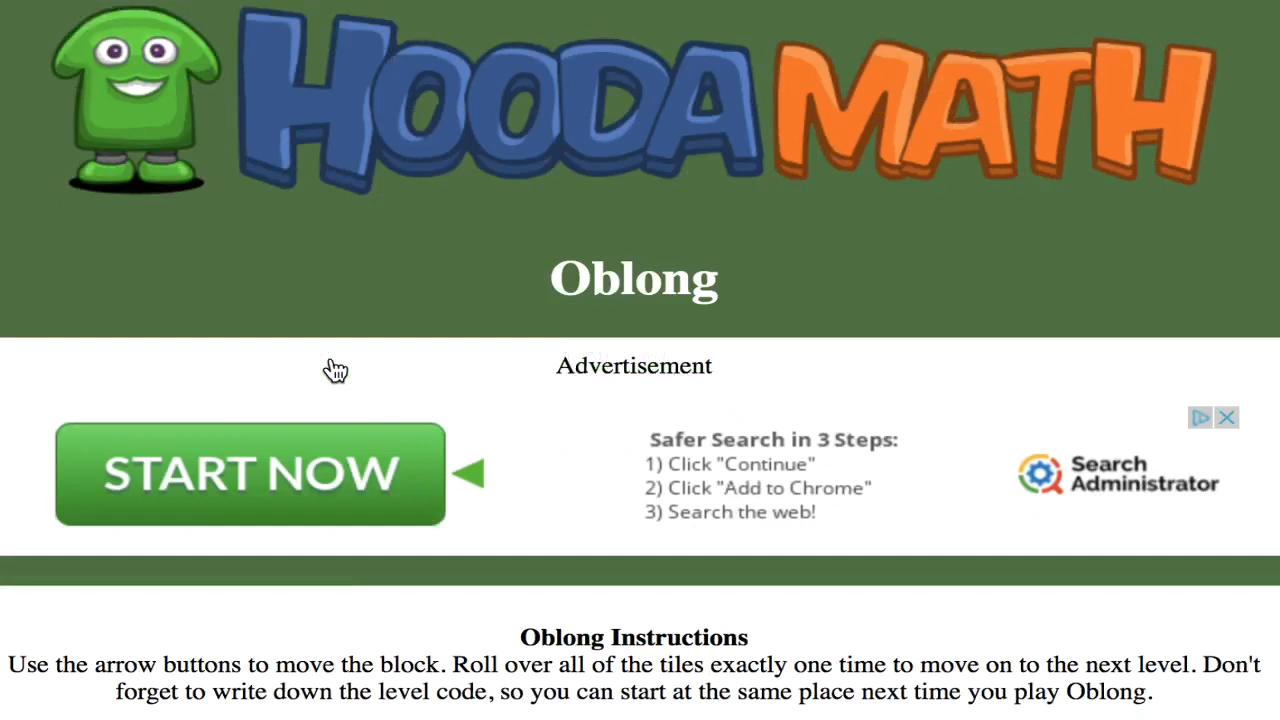 HOODA MATH
Oblong
Advertisement
START NOW
Safer Search in 3 Steps:
1) Click "Continue"
2) Click "Add to Chrome"
3) Search the web!
Search
Administrator
Oblong Instructions
Use the arrow buttons to move the block. Roll over all of the tiles exactly one time to move on to the next level. Don't
forget to write down the level code, so you can start at the same place next time you play Oblong.